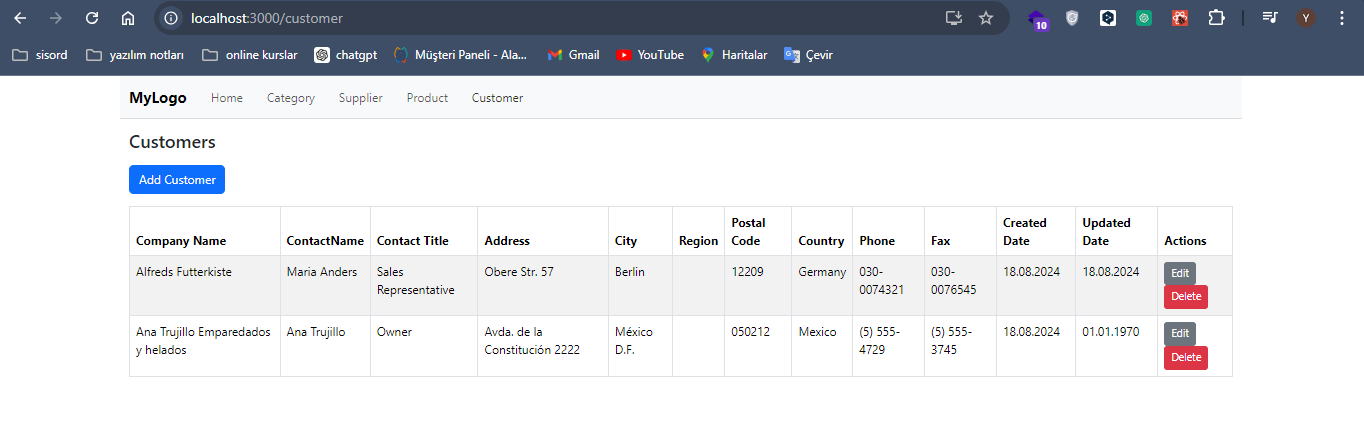 localhost:3000/customer
10
Y
sisord
yazılım notları
online kurslar
chatgpt
Müşteri Paneli - Ala...
Gmail
YouTube
Haritalar
Çevir
MyLogo Home Category Supplier Product Customer
Customers
Add Customer
Company Name ContactName Contact Title Address City Region Postal Code Country Phone Fax Created Date Updated Date Actions
Alfreds Futterkiste Maria Anders Sales Representative Obere Str. 57 Berlin 12209 Germany 030-0074321 030-0076545 18.08.2024 18.08.2024 Edit Delete
Ana Trujillo Emparedados y helados Ana Trujillo Owner Avda. de la Constitución 2222 México D.F. 050212 Mexico (5) 555-4729 (5) 555-3745 18.08.2024 01.01.1970 Edit Delete